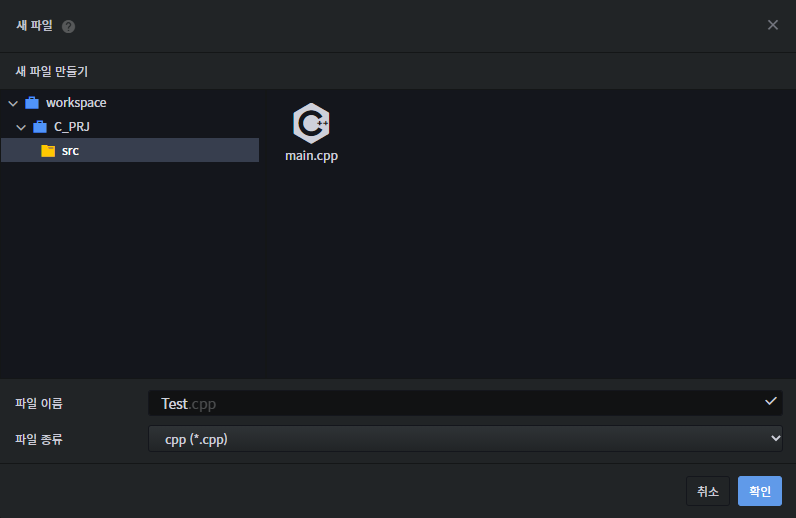 새 파일 ?
새 파일 만들기
workspace
C_PRJ
src
C++
main.cpp
파일 이름 Test.cpp
파일 종류 cpp (*.cpp)
취소 확인